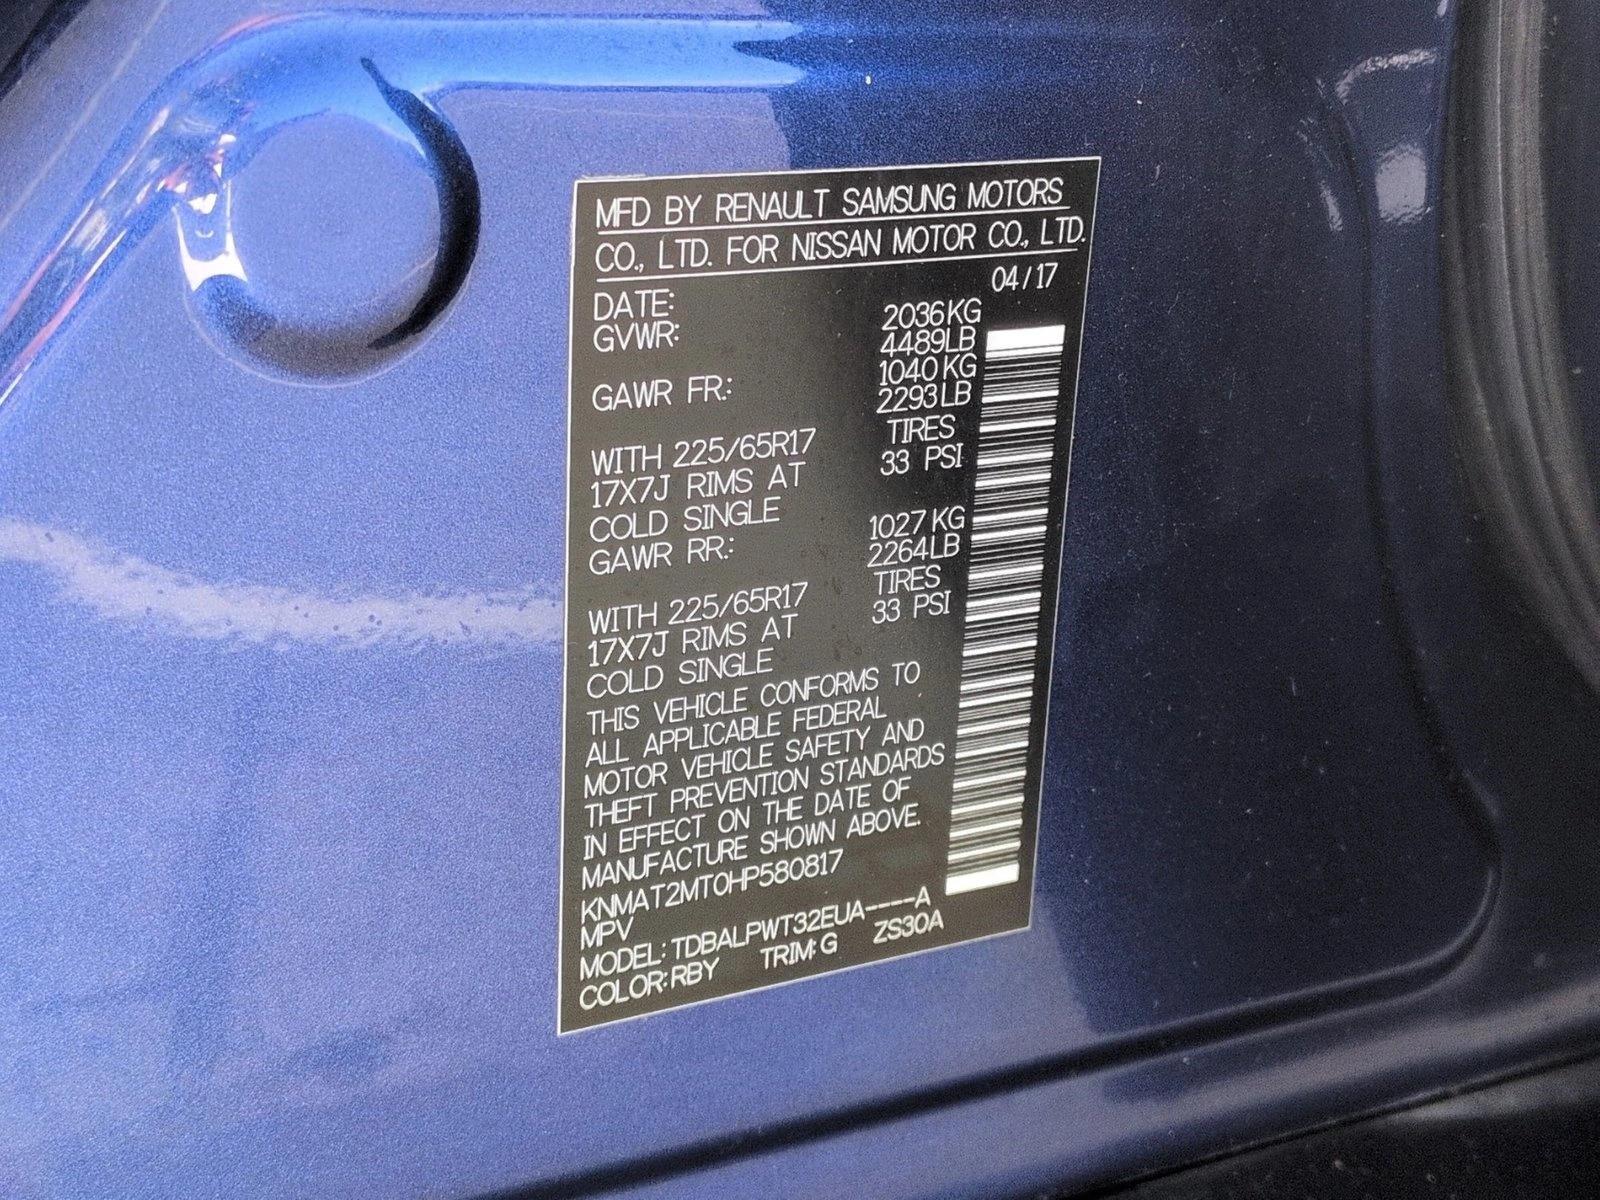 MFD BY RENAULT SAMSUNG MOTORS
CO., LTD. FOR NISSAN MOTOR CO., LTD.
DATE: 04/17
GVWR: 2036KG
4489LB
GAWR FR.: 1040KG
2293LB
WITH 225/65R17 TIRES
17X7J RIMS AT 33 PSI
COLD SINGLE
GAWR RR.: 1027KG
2264LB
WITH 225/65R17 TIRES
17X7J RIMS AT 33 PSI
COLD SINGLE
THIS VEHICLE CONFORMS TO
ALL APPLICABLE FEDERAL
MOTOR VEHICLE SAFETY AND
THEFT PREVENTION STANDARDS
IN EFFECT ON THE DATE OF
MANUFACTURE SHOWN ABOVE.
KNMAT2MT0HP580817
MPV
MODEL: TDBALPWT32EUA----A
COLOR:RBY TRIM:G ZS30A